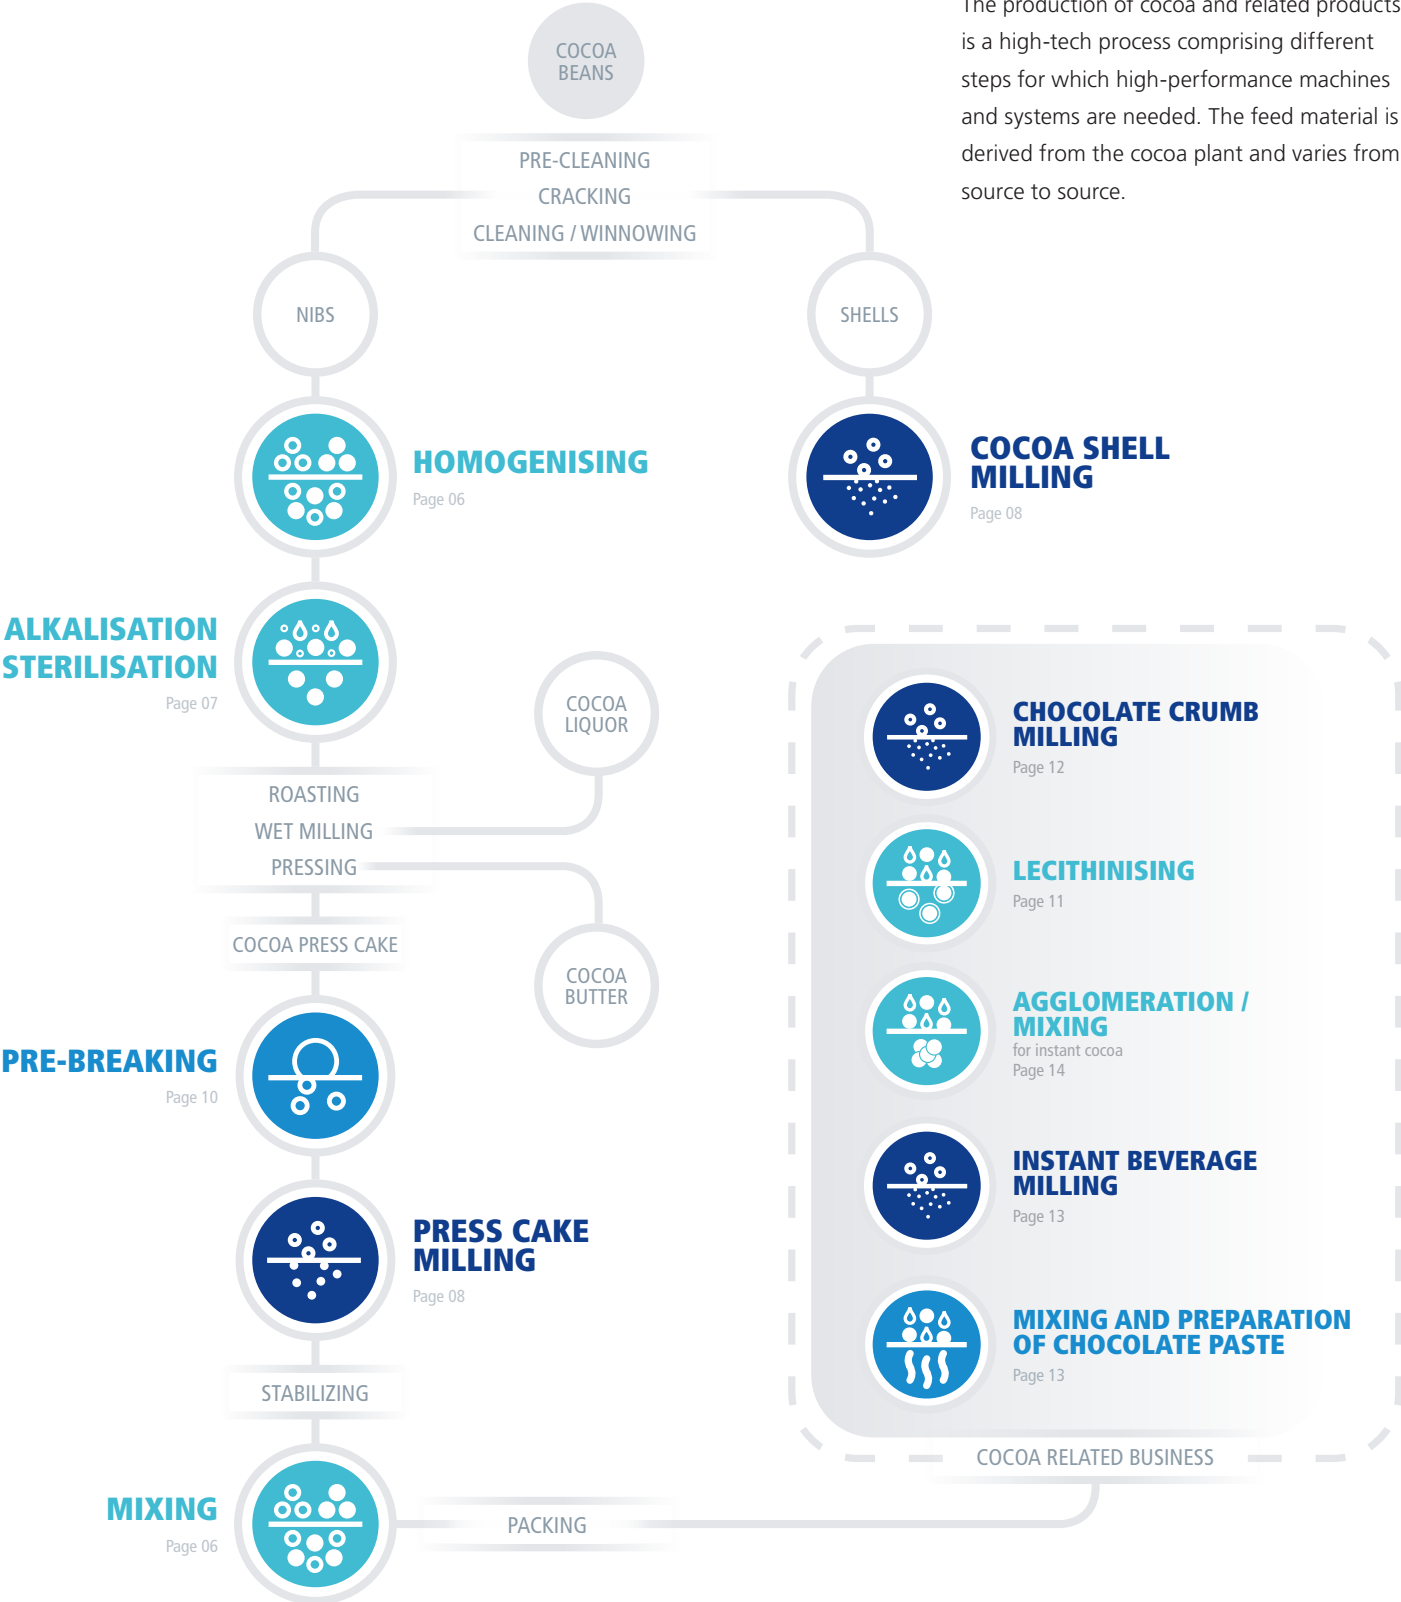 The production of cocoa and related products
is a high-tech process comprising different
steps for which high-performance machines
and systems are needed. The feed material is
derived from the cocoa plant and varies from
source to source.
COCOA
BEANS
PRE-CLEANING
CRACKING
CLEANING / WINNOWING
NIBS
SHELLS
HOMOGENISING
Page 06
COCOA SHELL
MILLING
Page 08
ALKALISATION
STERILISATION
Page 07
COCOA
LIQUOR
ROASTING
WET MILLING
PRESSING
COCOA PRESS CAKE
COCOA
BUTTER
PRE-BREAKING
Page 10
PRESS CAKE
MILLING
Page 08
STABILIZING
MIXING
Page 06
PACKING
CHOCOLATE CRUMB
MILLING
Page 12
LECITHINISING
Page 11
AGGLOMERATION /
MIXING
for instant cocoa
Page 14
INSTANT BEVERAGE
MILLING
Page 13
MIXING AND PREPARATION
OF CHOCOLATE PASTE
Page 13
COCOA RELATED BUSINESS